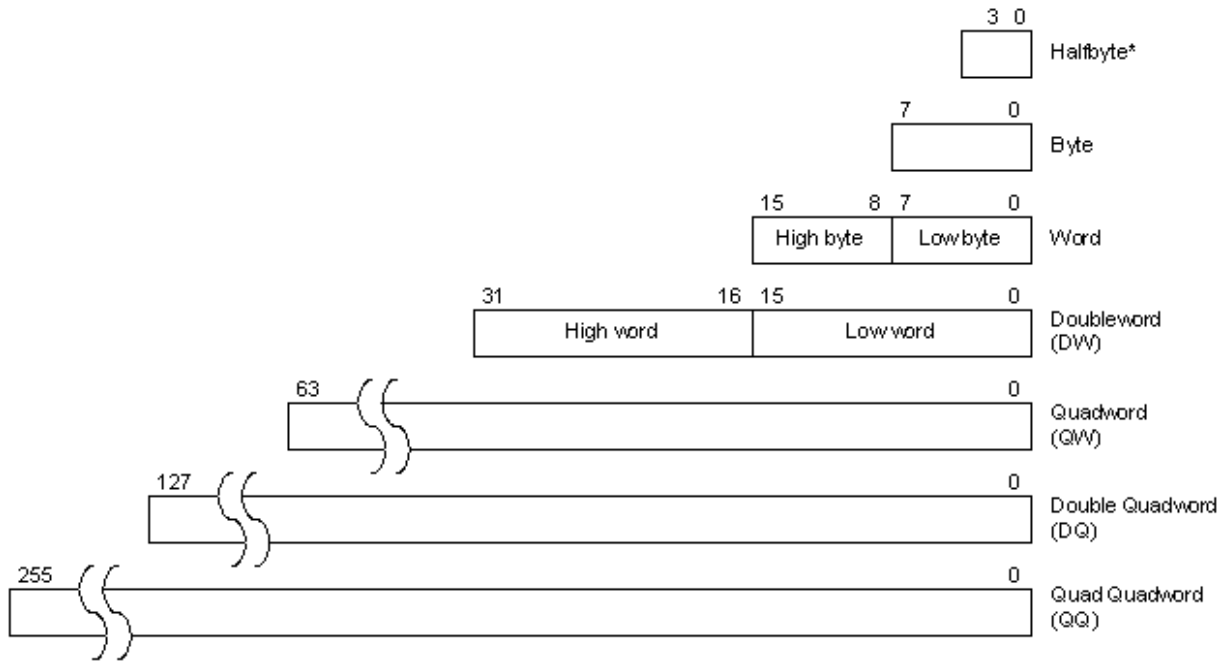 3 0
Halfbyte*
7 0
Byte
15 8 7 0
High byte Low byte Word
31 16 15 0
High word Low word Doubleword
(DW)
63 0
Quadword
(QW)
127 0
Double Quadword
(DQ)
255 0
Quad Quadword
(QQ)